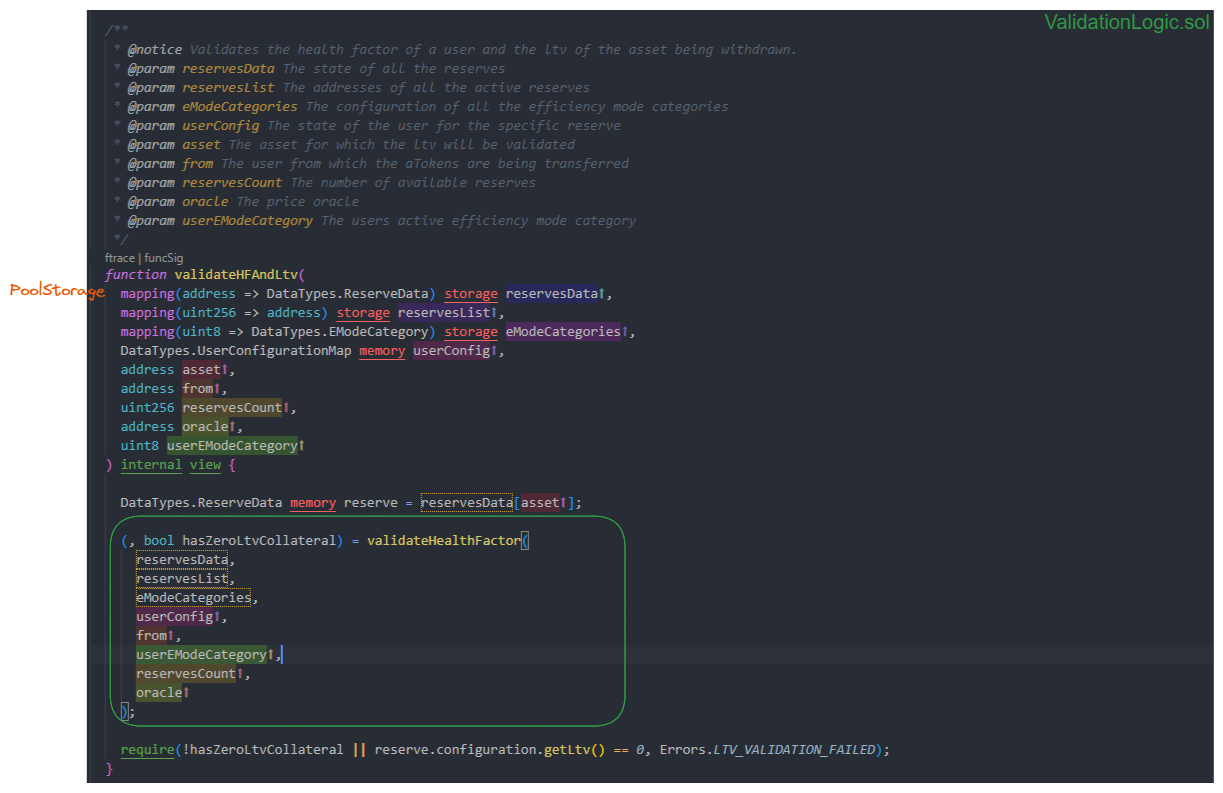 ValidationLogic.sol
/**
* @notice Validates the health factor of a user and the ltv of the asset being withdrawn.
* @param reservesData The state of all the reserves
* @param reservesList The addresses of all the active reserves
* @param eModeCategories The configuration of all the efficiency mode categories
* @param userConfig The state of the user for the specific reserve
* @param asset The asset for which the ltv will be validated
* @param from The user from which the aTokens are being transferred
* @param reservesCount The number of available reserves
* @param oracle The price oracle
* @param userEModeCategory The users active efficiency mode category
*/
ftrace | funcSig
function validateHFAndLtv(
PoolStorage
mapping(address => DataTypes.ReserveData) storage reservesData↑,
mapping(uint256 => address) storage reservesList↑,
mapping(uint8 => DataTypes.EModeCategory) storage eModeCategories↑,
DataTypes.UserConfigurationMap memory userConfig↑,
address asset↑,
address from↑,
uint256 reservesCount↑,
address oracle↑,
uint8 userEModeCategory↑
) internal view {
DataTypes.ReserveData memory reserve = reservesData[asset↑];
(, bool hasZeroLtvCollateral) = validateHealthFactor(
reservesData,
reservesList,
eModeCategories,
userConfig↑,
from↑,
userEModeCategory↑,
reservesCount↑,
oracle↑
);
require(!hasZeroLtvCollateral || reserve.configuration.getLtv() == 0, Errors.LTV_VALIDATION_FAILED);
}